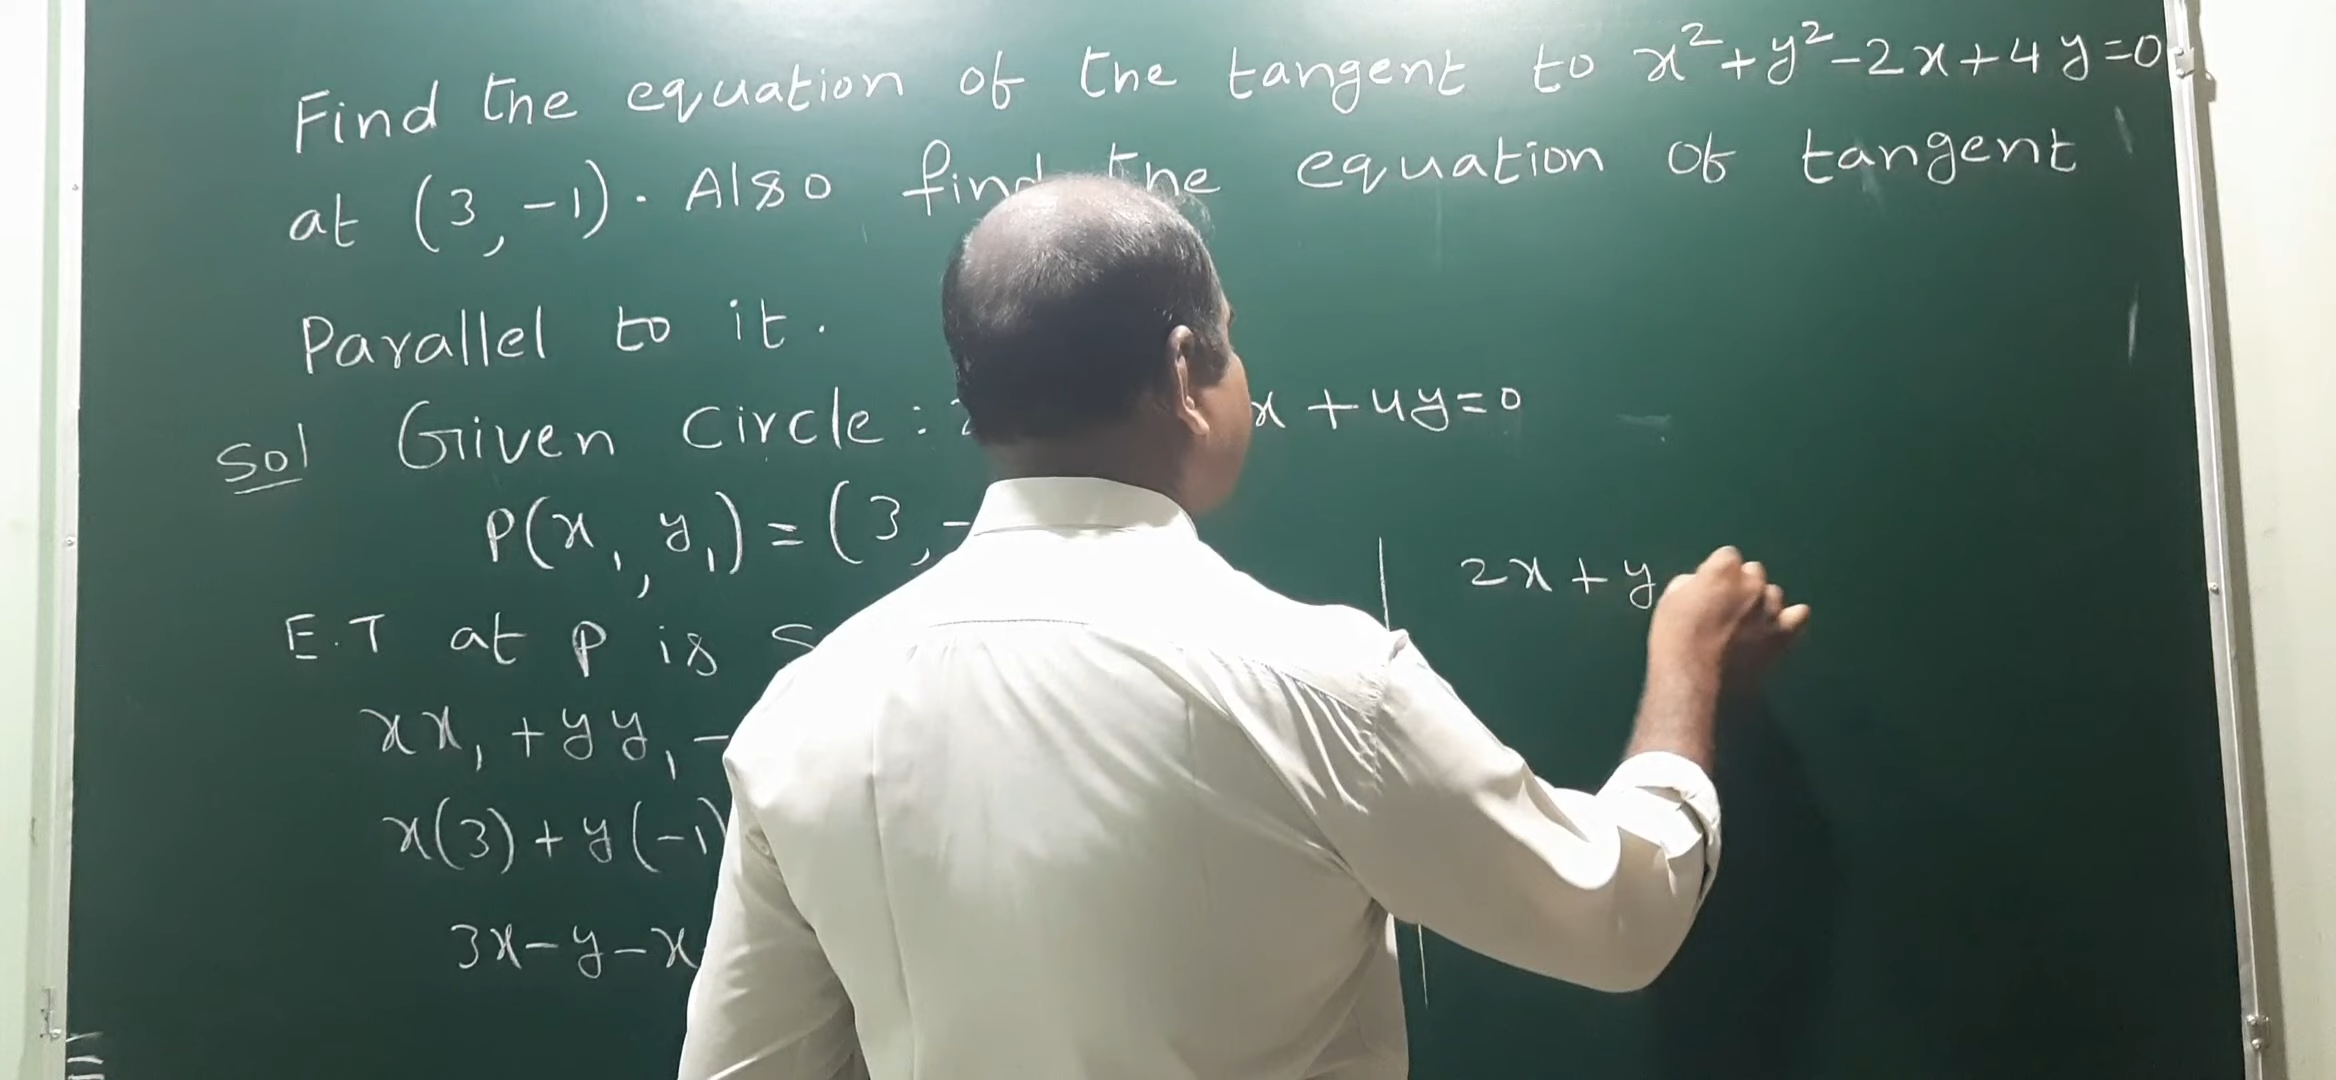 Find the equation of the tangent to x²+y²-2x+4y=0
at (3,-1). Also find the equation of tangent
Parallel to it.
Sol Given circle : x + 4y=0
P(x₁, y₁) = (3, -
E.T at P is S
xx₁ + yy₁ -
x(3) + y(-1)
3x - y - x
2x + y